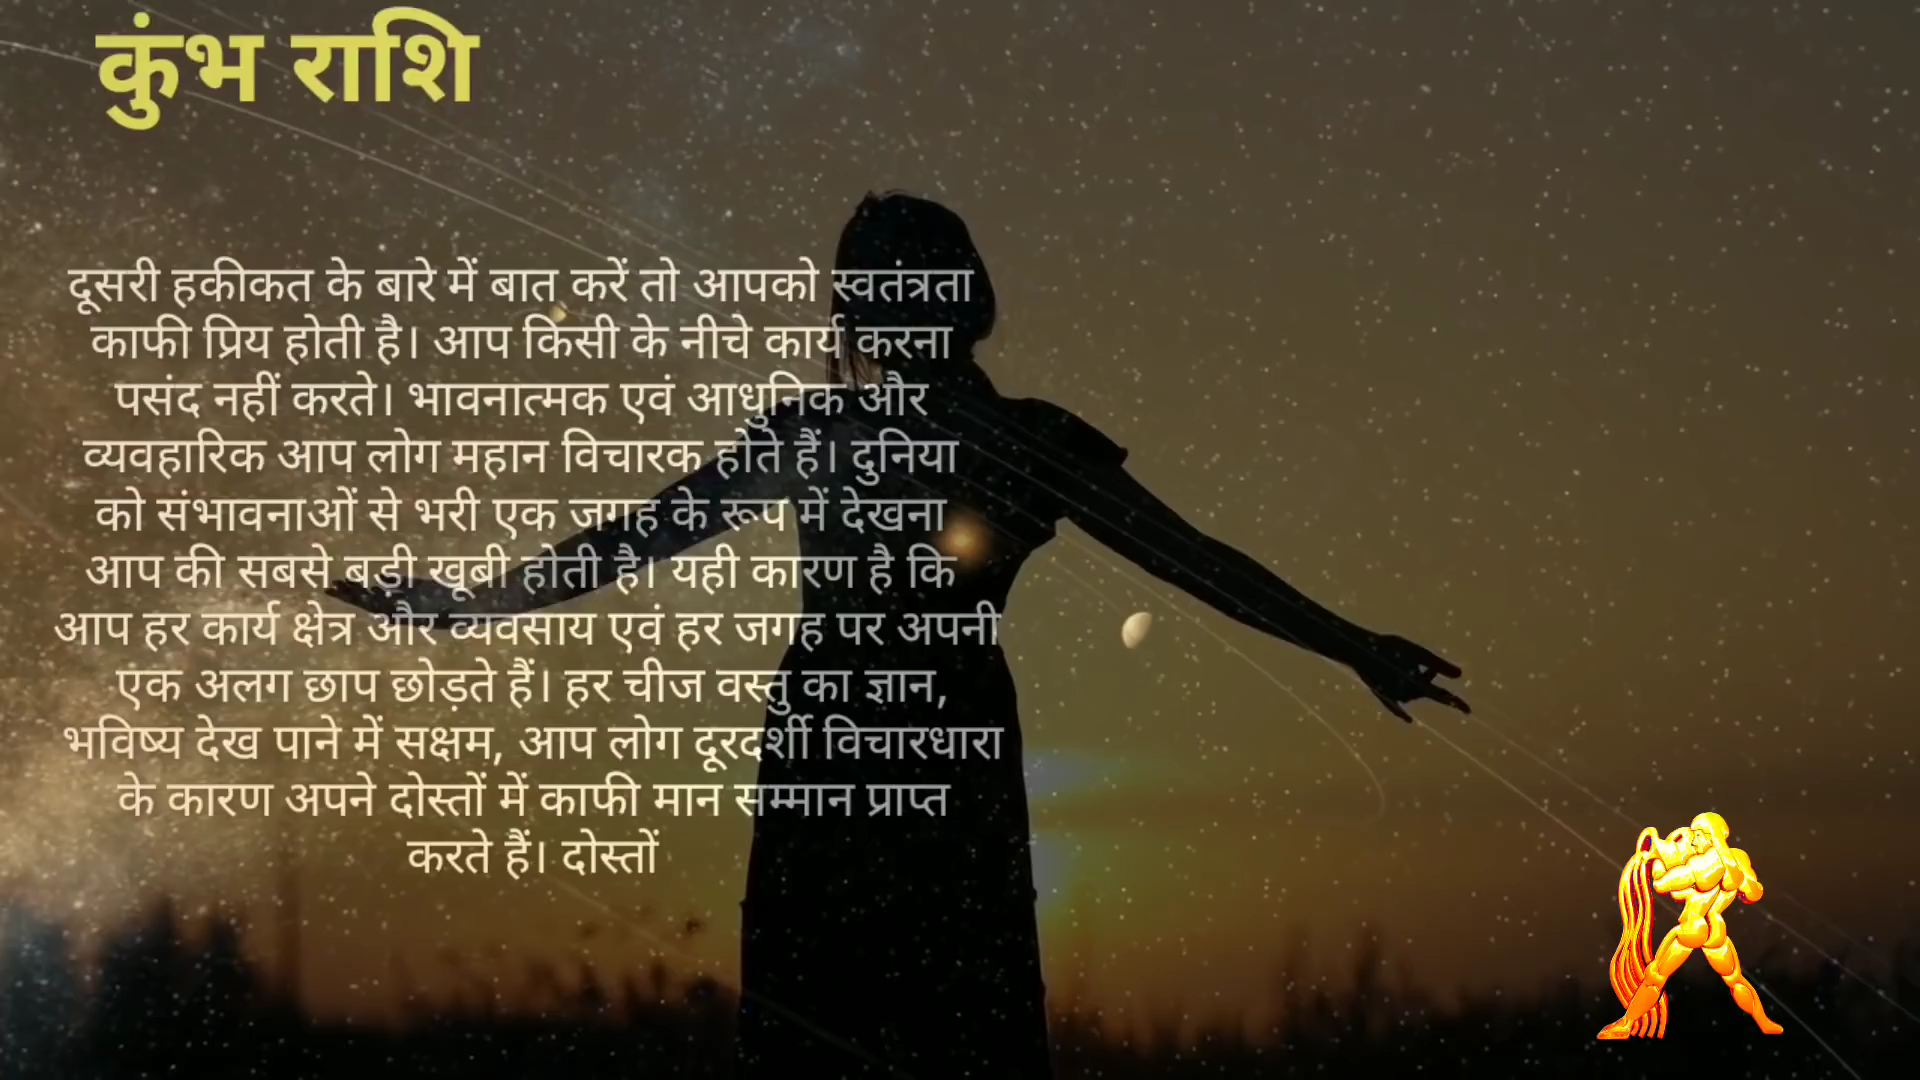 कुंभ राशि
दूसरी हकीकत के बारे में बात करें तो आपको स्वतंत्रता
काफी प्रिय होती है। आप किसी के नीचे कार्य करना
पसंद नहीं करते। भावनात्मक एवं आधुनिक और
व्यवहारिक आप लोग महान विचारक होते हैं। दुनिया
को संभावनाओं से भरी एक जगह के रूप में देखना
आप की सबसे बड़ी खूबी होती है। यही कारण है कि
आप हर कार्य क्षेत्र और व्यवसाय एवं हर जगह पर अपनी
एक अलग छाप छोड़ते हैं। हर चीज वस्तु का ज्ञान,
भविष्य देख पाने में सक्षम, आप लोग दूरदर्शी विचारधारा
के कारण अपने दोस्तों में काफी मान सम्मान प्राप्त
करते हैं। दोस्तों